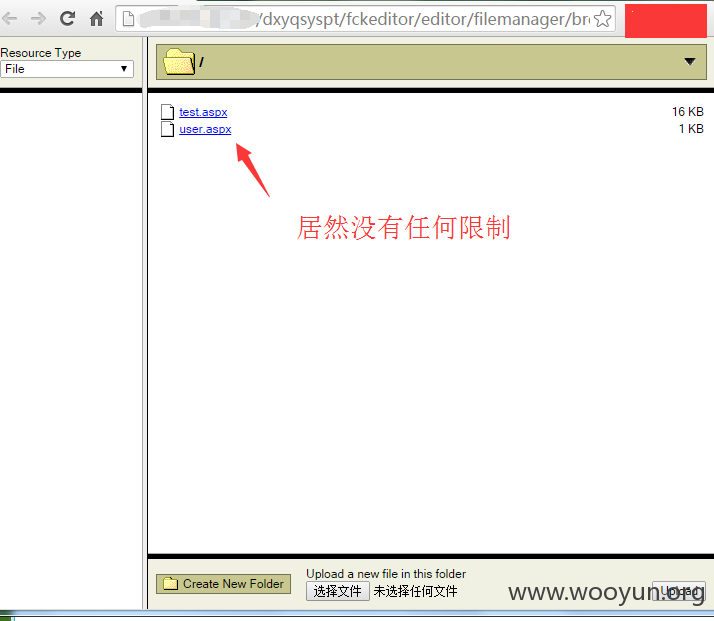 /dxyqsyspt/fckeditor/editor/filemanager/bro
Resource Type
File
/
test.aspx 16 KB
user.aspx 1 KB
居然没有任何限制
Create New Folder
Upload a new file in this folder
选择文件 未选择任何文件
Upload
www.wooyun.org